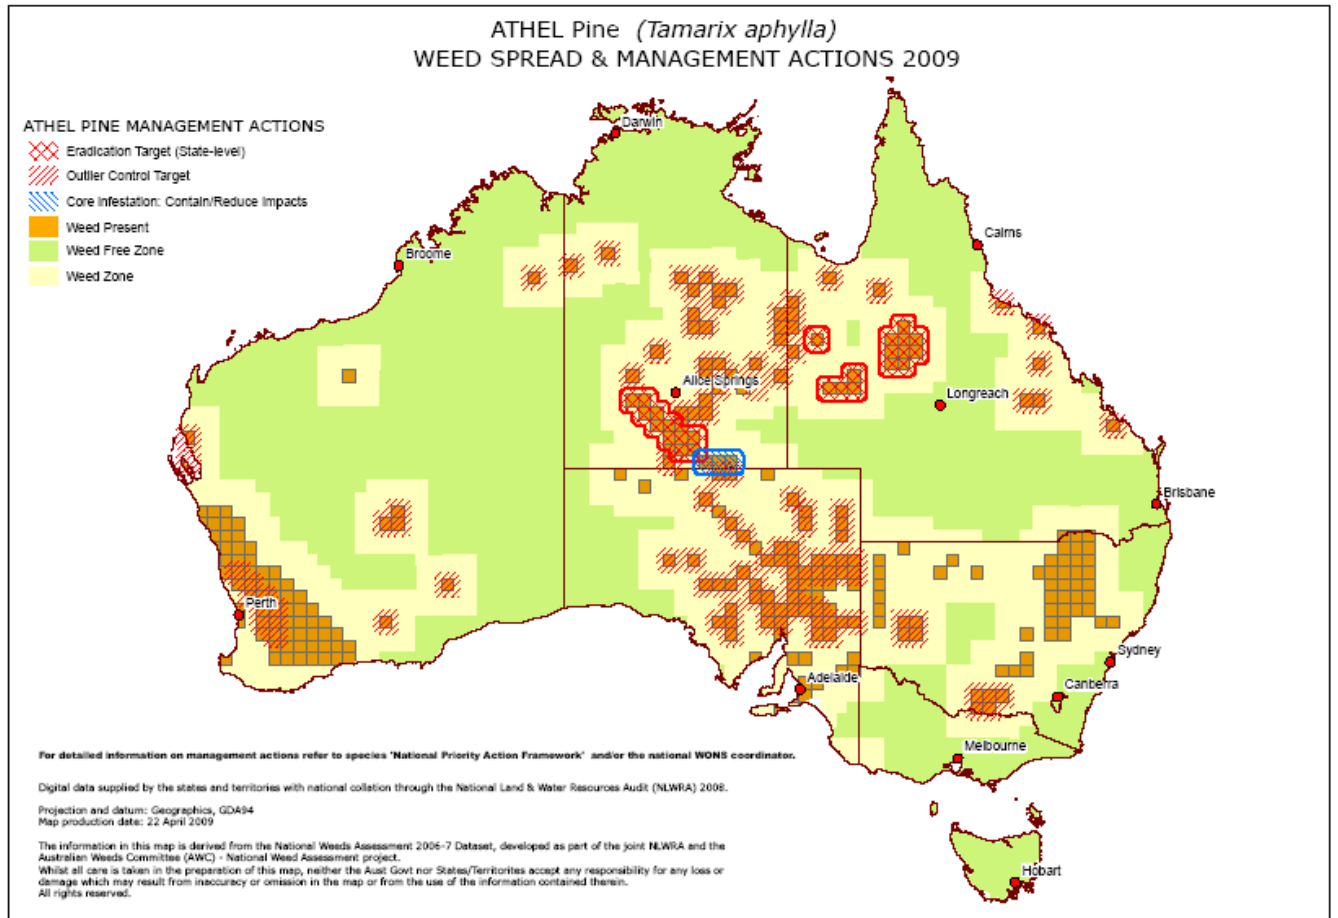 ATHEL Pine (Tamarix aphylla)
WEED SPREAD & MANAGEMENT ACTIONS 2009
ATHEL PINE MANAGEMENT ACTIONS
Eradication Target (State-level)
Outlier Control Target
Core Infestation: Contain/Reduce Impacts
Weed Present
Weed Free Zone
Weed Zone
Darwin
Cairns
Broome
Alice Springs
Longreach
Brisbane
Perth
Sydney
Adelaide
Canberra
Melbourne
Hobart
For detailed information on management actions refer to species 'National Priority Action Framework' and/or the national WONS coordinator.
Digital data supplied by the states and territories with national collation through the National Land & Water Resources Audit (NLWRA) 2008.
Projection and datum: Geographics, GDA94
Map production date: 22 April 2009
The information in this map is derived from the National Weeds Assessment 2006-7 Dataset, developed as part of the joint NLWRA and the
Australian Weeds Committee (AWC) - National Weed Assessment project.
Whilst all care is taken in the preparation of this map, neither the Aust Govt nor States/Territorites accept any responsibility for any loss or
damage which may result from inaccuracy or omission in the map or from the use of the information contained therein.
All rights reserved.